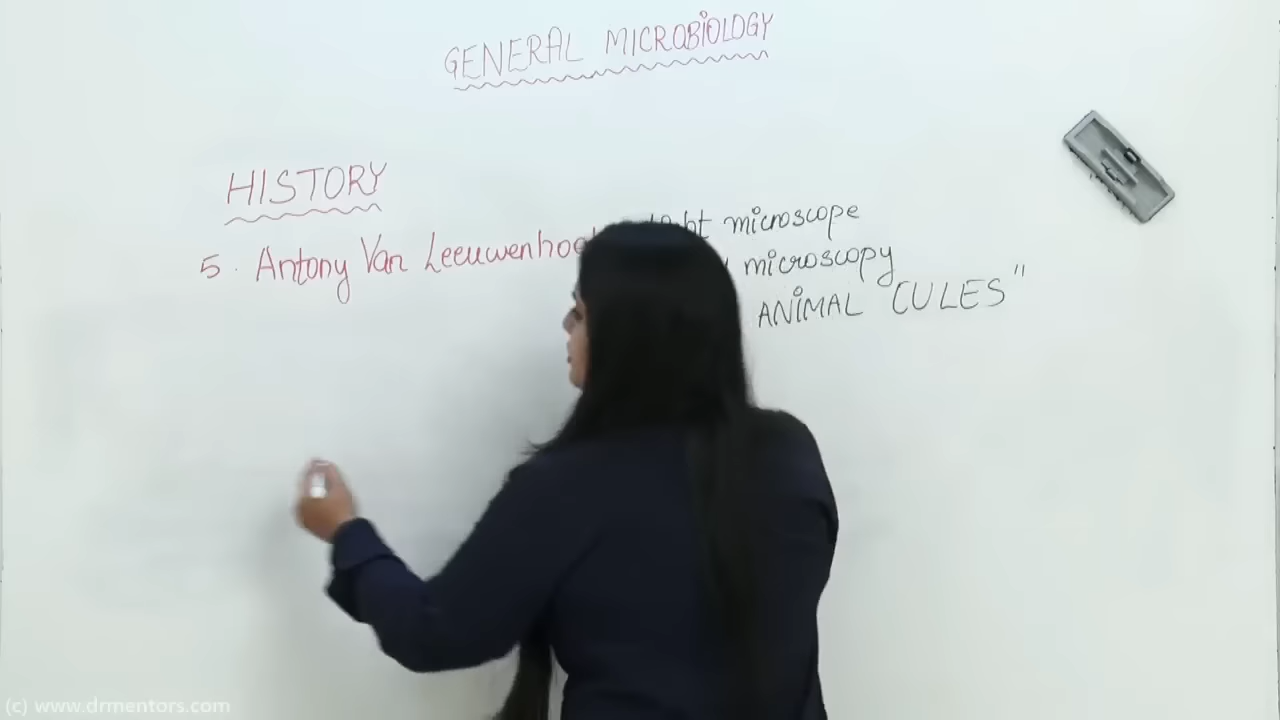 GENERAL MICROBIOLOGY
HISTORY
5. Antony Van Leeuwenhoe microscope
microscopy
ANIMAL CULES"
(c) www.drmentors.com